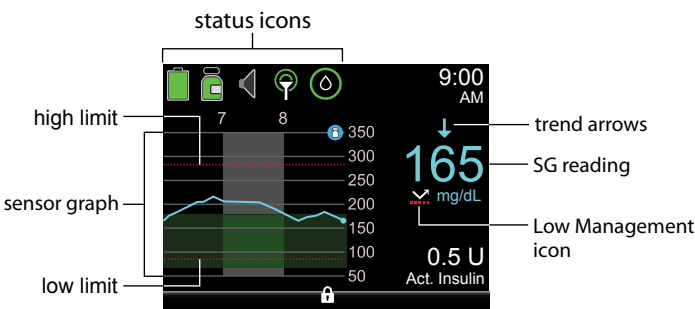 status icons
9:00
AM
7 8
high limit
350
trend arrows
300
165
SG reading
250
mg/dL
sensor graph
200
150
Low Management
icon
100
0.5 U
low limit
50
Act. Insulin